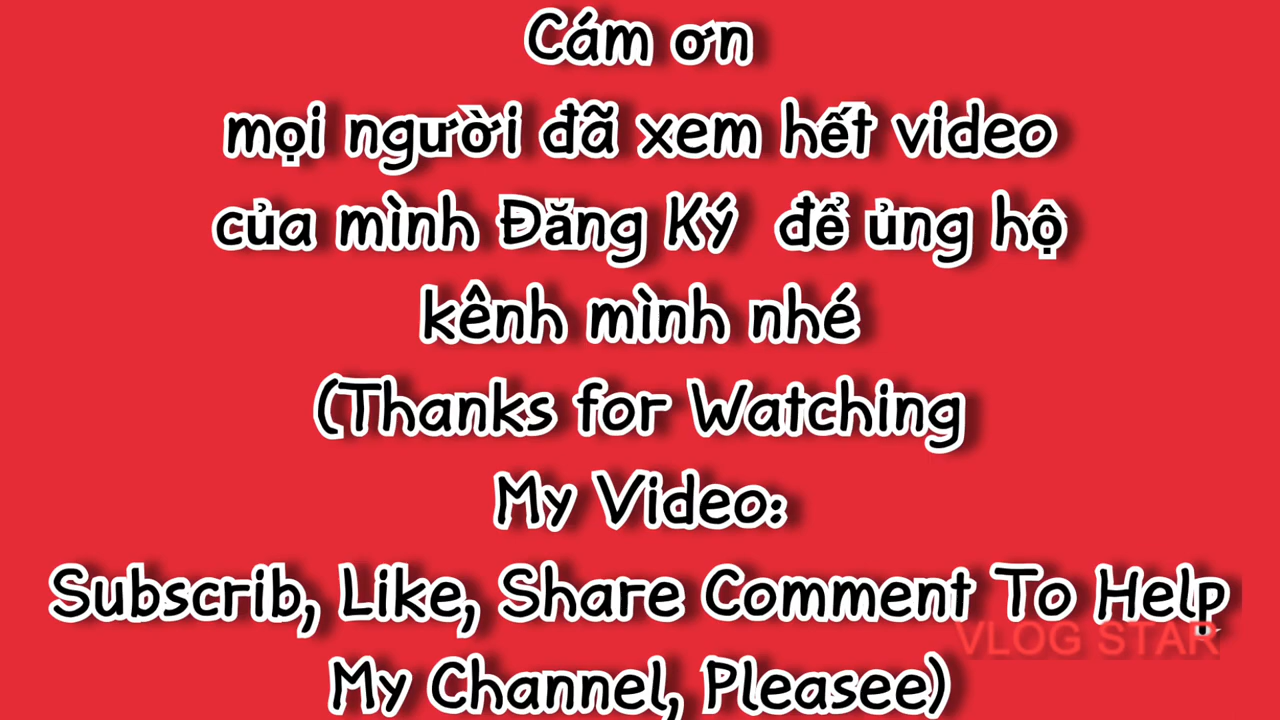 Cám ơn
mọi người đã xem hết video
của mình Đăng Ký để ủng hộ
kênh mình nhé
(Thanks for Watching
My Video:
Subscrib, Like, Share Comment To Help
VLOG STAR
My Channel, Pleasee)